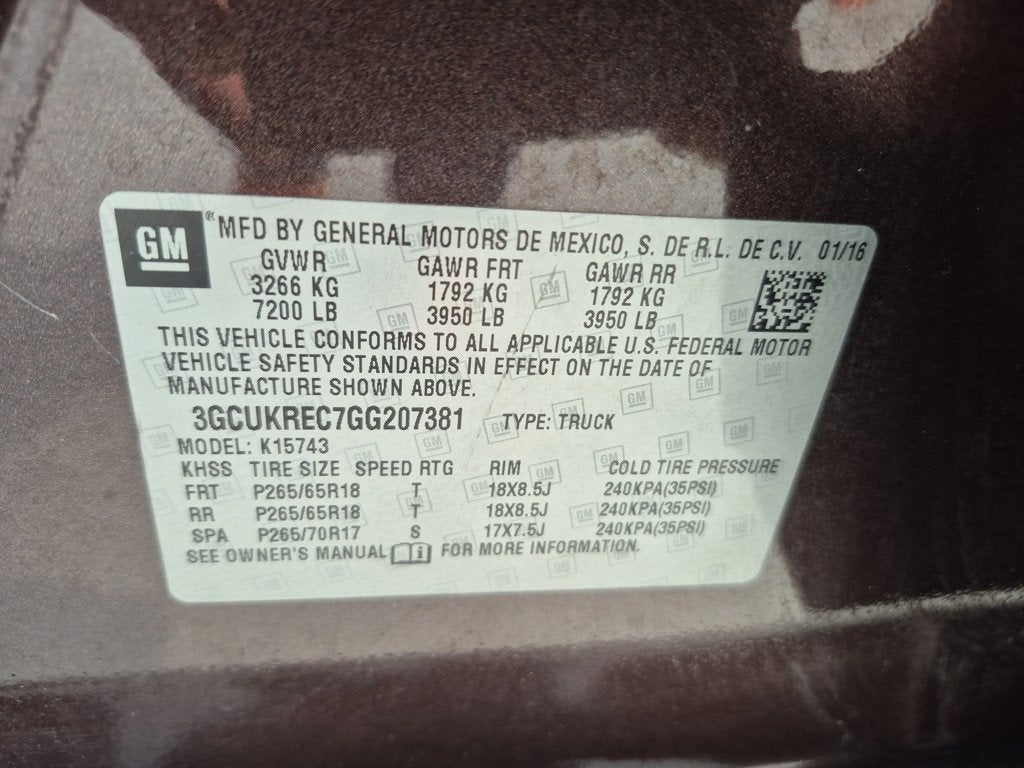 GM ® MFD BY GENERAL MOTORS DE MEXICO, S. DE R.L. DE C.V. 01/16
GVWR GAWR FRT GAWR RR
3266 KG 1792 KG 1792 KG
7200 LB 3950 LB 3950 LB
THIS VEHICLE CONFORMS TO ALL APPLICABLE U.S. FEDERAL MOTOR
VEHICLE SAFETY STANDARDS IN EFFECT ON THE DATE OF
MANUFACTURE SHOWN ABOVE.
3GCUKREC7GG207381 TYPE: TRUCK
MODEL: K15743
KHSS TIRE SIZE SPEED RTG RIM COLD TIRE PRESSURE
FRT P265/65R18 T 18X8.5J 240KPA(35PSI)
RR P265/65R18 T 18X8.5J 240KPA(35PSI)
SPA P265/70R17 S 17X7.5J 240KPA(35PSI)
SEE OWNER'S MANUAL i FOR MORE INFORMATION.